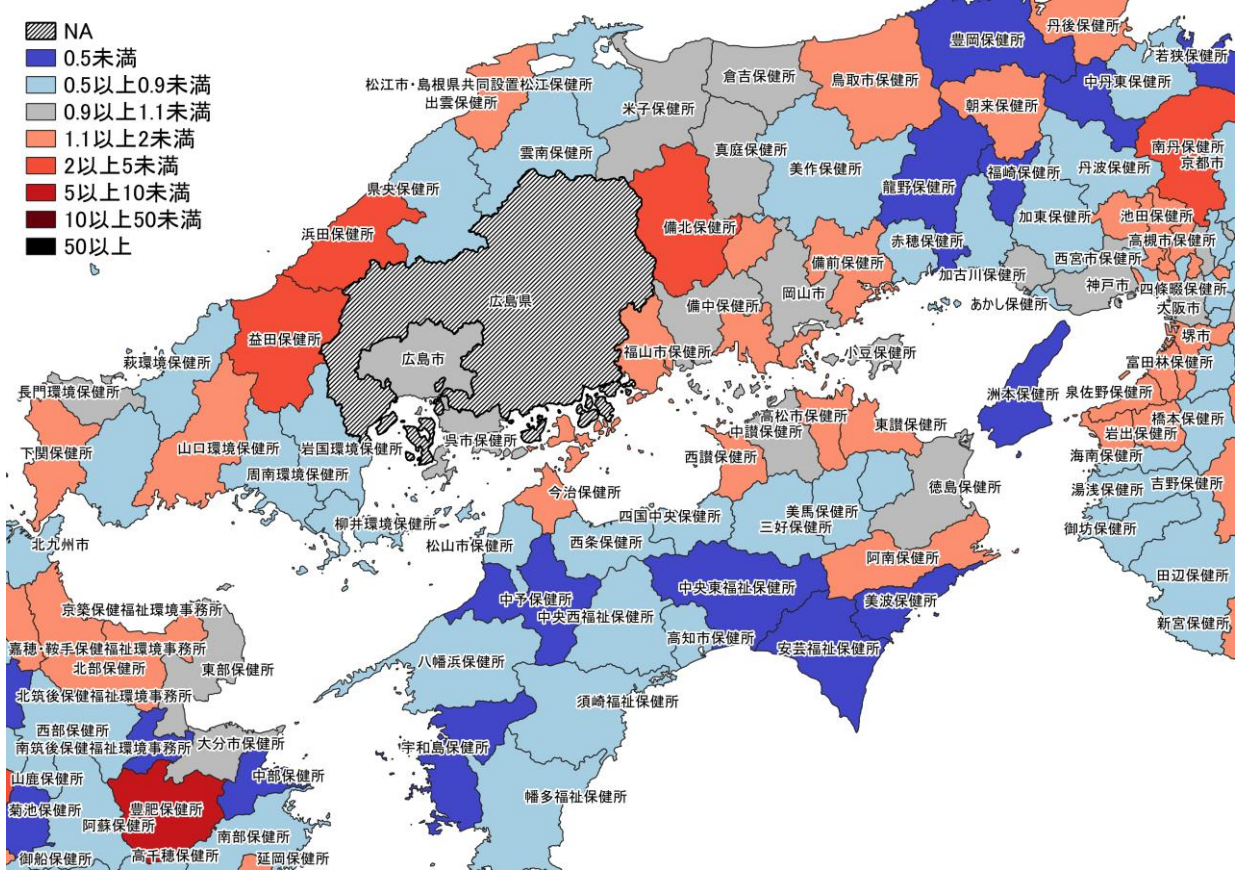 NA
0.5未満
0.5以上0.9未満
0.9以上1.1未満
1.1以上2未満
2以上5未満
5以上10未満
10以上50未満
50以上
丹後保健所
豊岡保健所
若狭保健所
中丹東保健所
倉吉保健所
鳥取市保健所
松江市・島根県共同設置松江保健所
出雲保健所
米子保健所
朝来保健所
南丹保健所
京都市
雲南保健所
真庭保健所
美作保健所
福崎保健所
丹波保健所
県央保健所
龍野保健所
加東保健所
池田保健所
浜田保健所
備北保健所
赤穂保健所
高槻市保健所
西宮市保健所
備前保健所
加古川保健所
神戸市
四條畷保健所
広島県
岡山市
あかし保健所
大阪市
備中保健所
益田保健所
堺市
広島市
福山市保健所
小豆保健所
富田林保健所
萩環境保健所
長門環境保健所
洲本保健所
泉佐野保健所
高松市保健所
橋本保健所
中讃保健所
東讃保健所
岩出保健所
呉市保健所
山口環境保健所
岩国環境保健所
下関保健所
西讃保健所
海南保健所
周南環境保健所
徳島保健所
湯浅保健所
吉野保健所
今治保健所
四国中央保健所
美馬保健所
三好保健所
柳井環境保健所
御坊保健所
北九州市
松山市保健所
西条保健所
阿南保健所
田辺保健所
中央東福祉保健所
中予保健所
美波保健所
京築保健福祉環境事務所
中央西福祉保健所
新宮保健所
高知市保健所
安芸福祉保健所
嘉穂・鞍手保健福祉環境事務所
北部保健所
東部保健所
八幡浜保健所
北筑後保健福祉環境事務所
須崎福祉保健所
西部保健所
大分市保健所
南筑後保健福祉環境事務所
宇和島保健所
山鹿保健所
中部保健所
幡多福祉保健所
菊池保健所
豊肥保健所
阿蘇保健所
南部保健所
御船保健所
高千穂保健所
延岡保健所